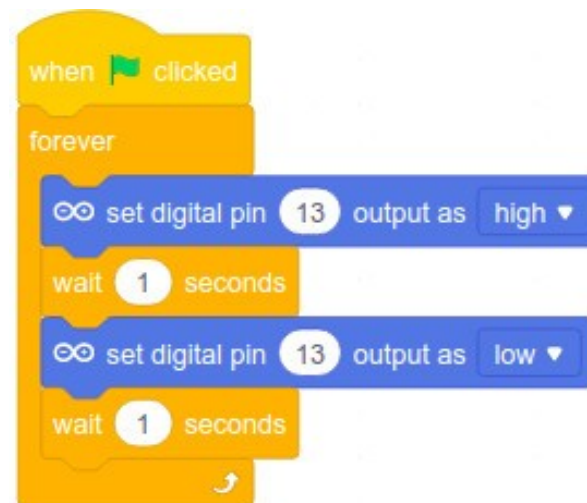 when clicked
forever
set digital pin 13 output as high
wait 1 seconds
set digital pin 13 output as low
wait 1 seconds